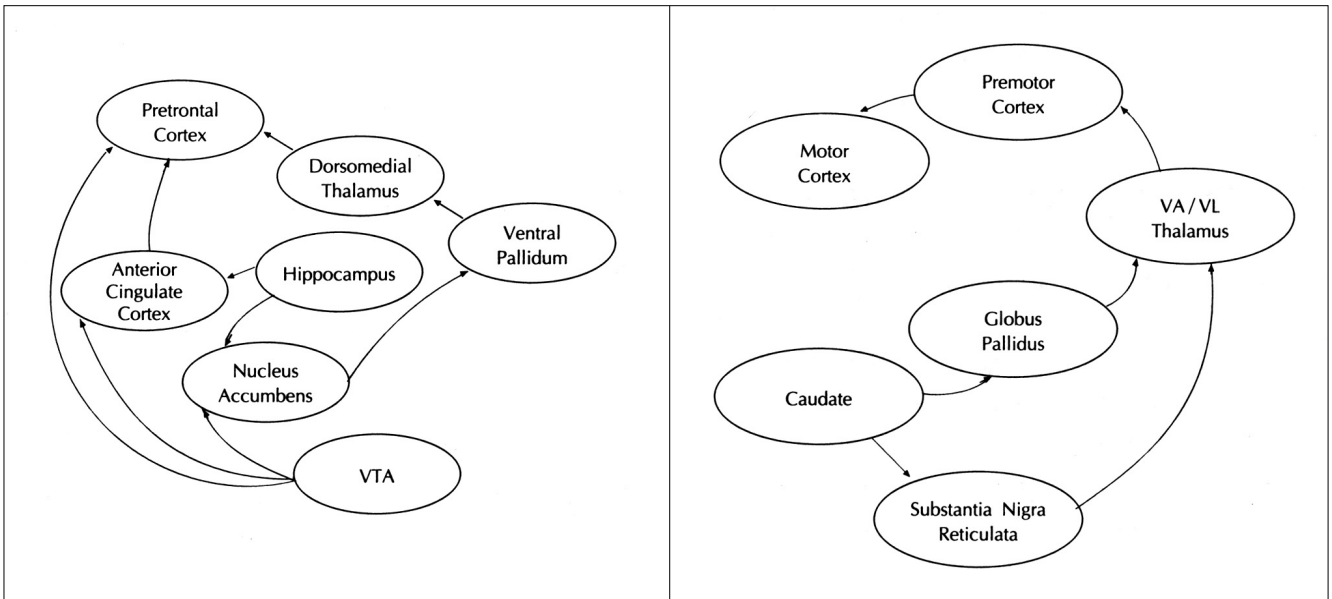 Pretrontal
Cortex
Dorsomedial
Thalamus
Ventral
Pallidum
Anterior
Cingulate
Cortex
Hippocampus
Nucleus
Accumbens
VTA
Premotor
Cortex
Motor
Cortex
VA / VL
Thalamus
Globus
Pallidus
Caudate
Substantia Nigra
Reticulata